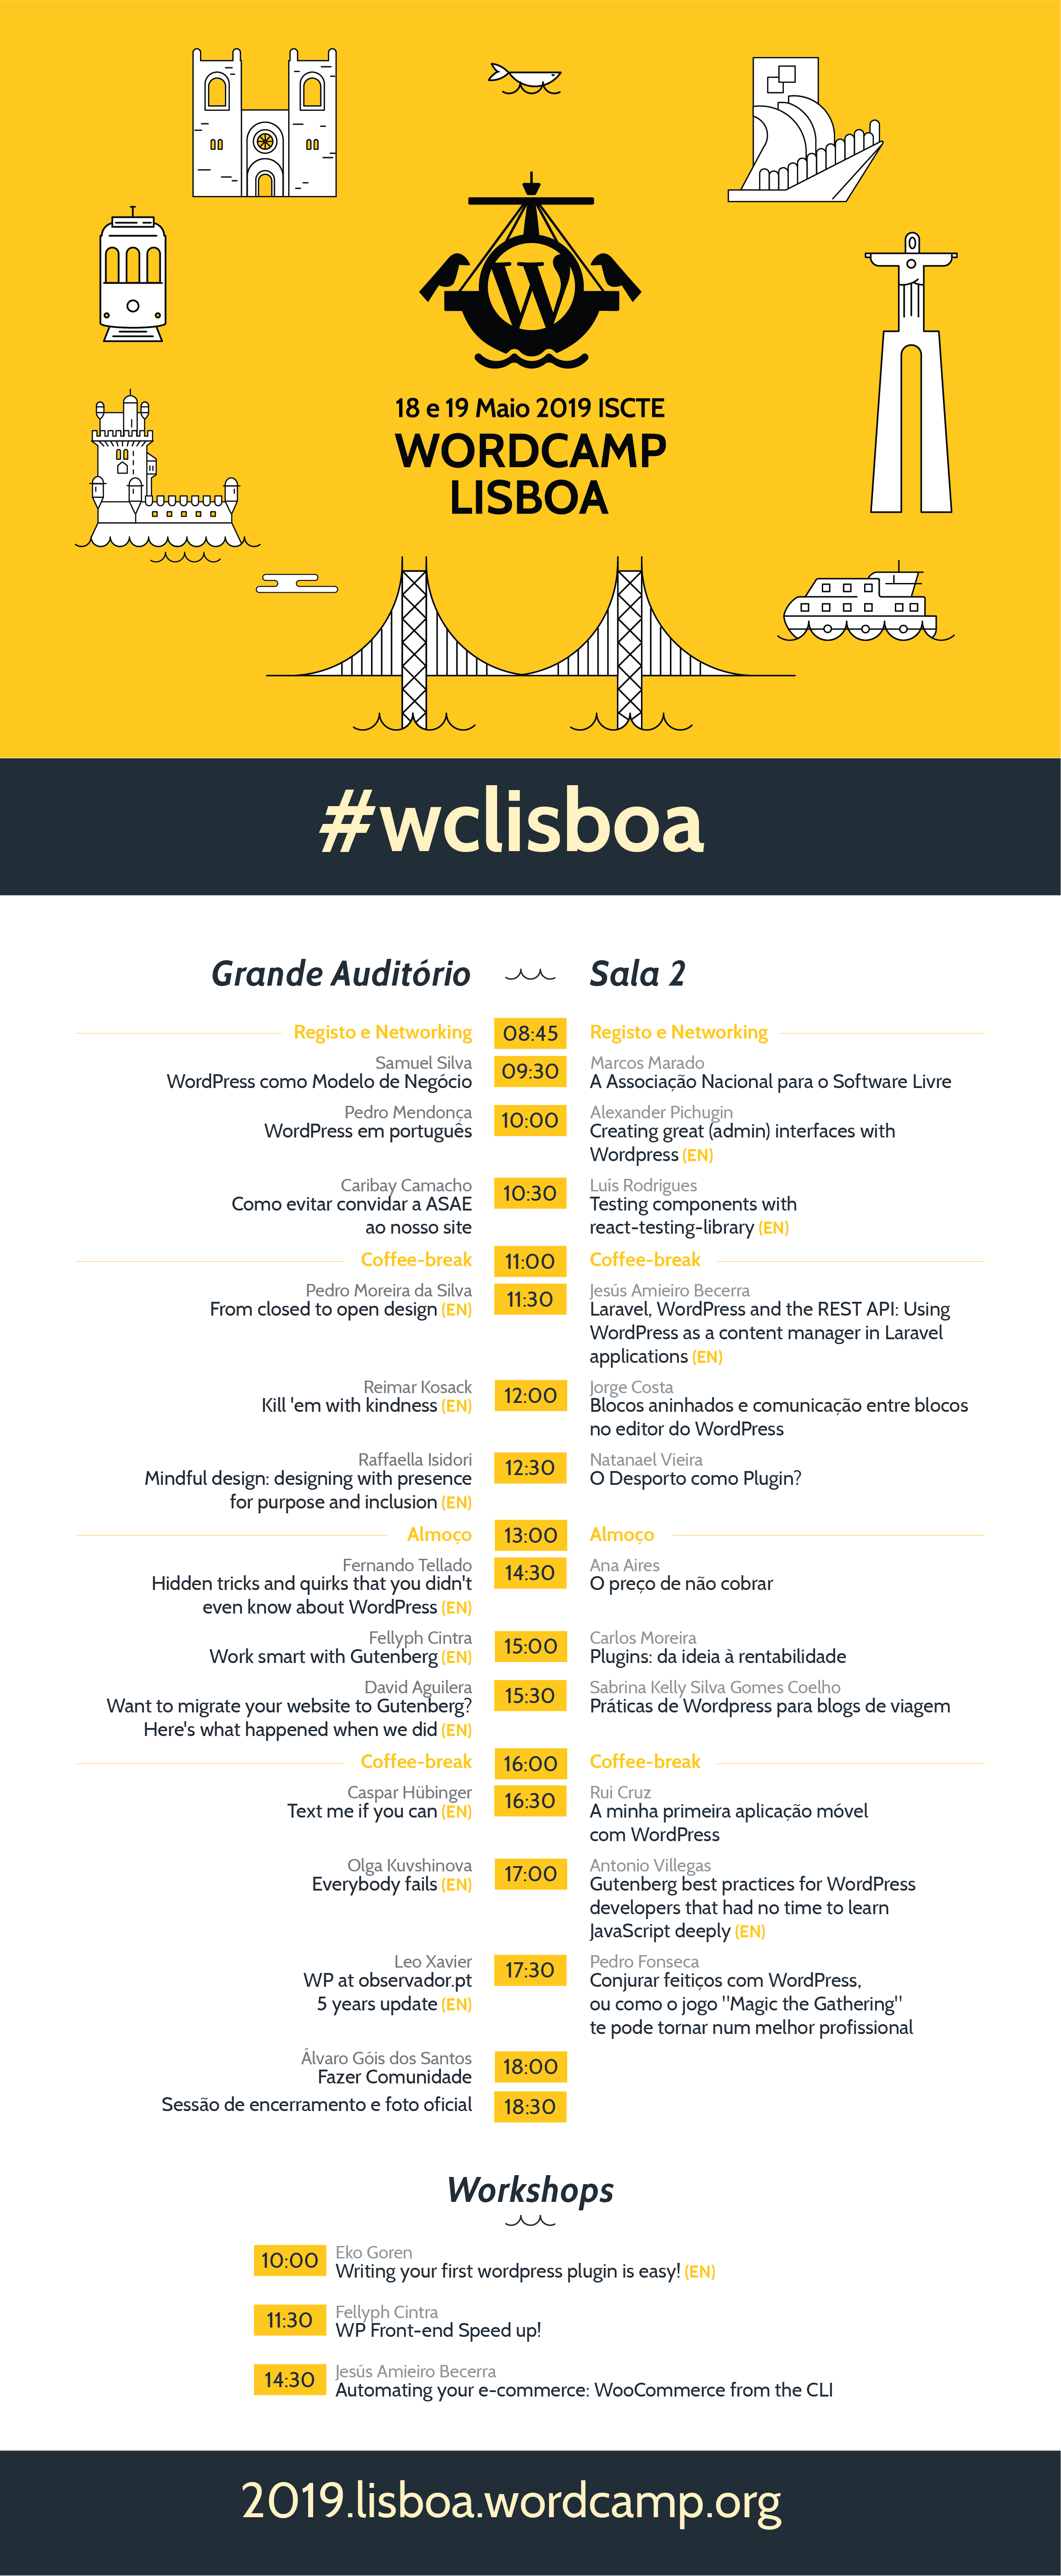 W
18 e 19 Maio 2019 ISCTE
WORDCAMP
LISBOA
#wclisboa
Grande Auditório
Sala 2
Registo e Networking
08:45
Registo e Networking
Samuel Silva
WordPress como Modelo de Negócio
09:30
Marcos Marado
A Associação Nacional para o Software Livre
Pedro Mendonça
WordPress em português
10:00
Alexander Pichugin
Creating great (admin) interfaces with
Wordpress (EN)
Caribay Camacho
Como evitar convidar a ASAE
ao nosso site
10:30
Luís Rodrigues
Testing components with
react-testing-library (EN)
Coffee-break
11:00
Coffee-break
Pedro Moreira da Silva
From closed to open design (EN)
11:30
Jesús Amieiro Becerra
Laravel, WordPress and the REST API: Using
WordPress as a content manager in Laravel
applications (EN)
Reimar Kosack
Kill 'em with kindness (EN)
12:00
Jorge Costa
Blocos aninhados e comunicação entre blocos
no editor do WordPress
Raffaella Isidori
Mindful design: designing with presence
for purpose and inclusion (EN)
12:30
Natanael Vieira
O Desporto como Plugin?
Almoço
13:00
Almoço
Fernando Tellado
Hidden tricks and quirks that you didn't
even know about WordPress (EN)
14:30
Ana Aires
O preço de não cobrar
Fellyph Cintra
Work smart with Gutenberg (EN)
15:00
Carlos Moreira
Plugins: da ideia à rentabilidade
David Aguilera
Want to migrate your website to Gutenberg?
Here's what happened when we did (EN)
15:30
Sabrina Kelly Silva Gomes Coelho
Práticas de Wordpress para blogs de viagem
Coffee-break
16:00
Coffee-break
Caspar Hübinger
Text me if you can (EN)
16:30
Rui Cruz
A minha primeira aplicação móvel
com WordPress
Olga Kuvshinova
Everybody fails (EN)
17:00
Antonio Villegas
Gutenberg best practices for WordPress
developers that had no time to learn
JavaScript deeply (EN)
Leo Xavier
WP at observador.pt
5 years update (EN)
17:30
Pedro Fonseca
Conjurar feitiços com WordPress,
ou como o jogo "Magic the Gathering"
te pode tornar num melhor profissional
Álvaro Góis dos Santos
Fazer Comunidade
18:00
Sessão de encerramento e foto oficial
18:30
Workshops
10:00
Eko Goren
Writing your first wordpress plugin is easy! (EN)
11:30
Fellyph Cintra
WP Front-end Speed up!
14:30
Jesús Amieiro Becerra
Automating your e-commerce: WooCommerce from the CLI
2019.lisboa.wordcamp.org